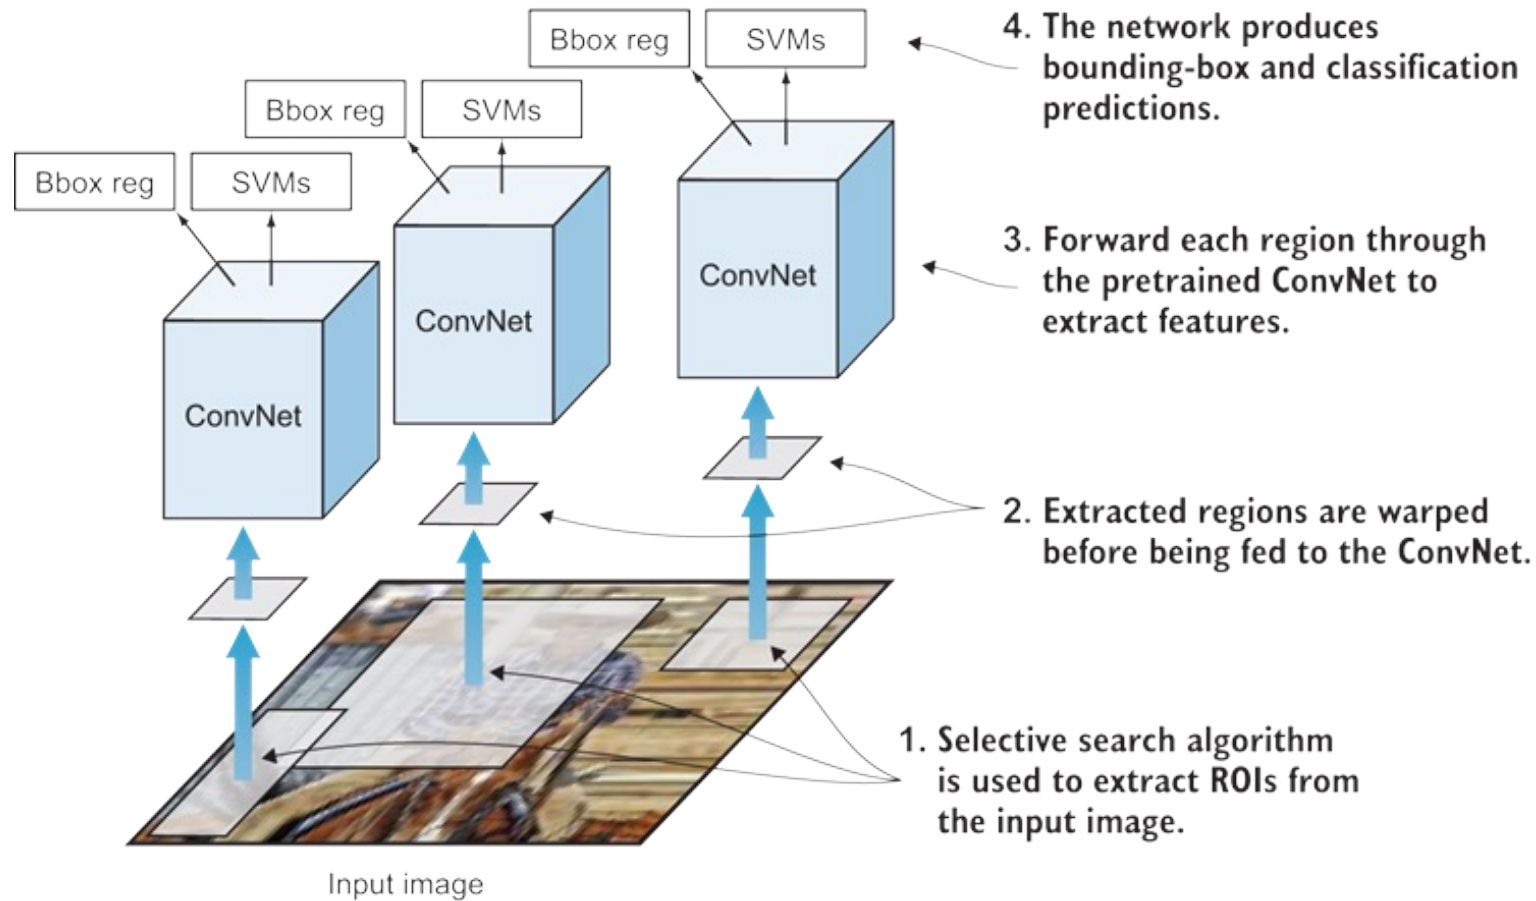 Bbox reg
SVMs
4. The network produces
bounding-box and classification
predictions.
Bbox reg
SVMs
Bbox reg
SVMs
ConvNet
ConvNet
ConvNet
3. Forward each region through
the pretrained ConvNet to
extract features.
2. Extracted regions are warped
before being fed to the ConvNet.
1. Selective search algorithm
is used to extract ROIs from
the input image.
Input image